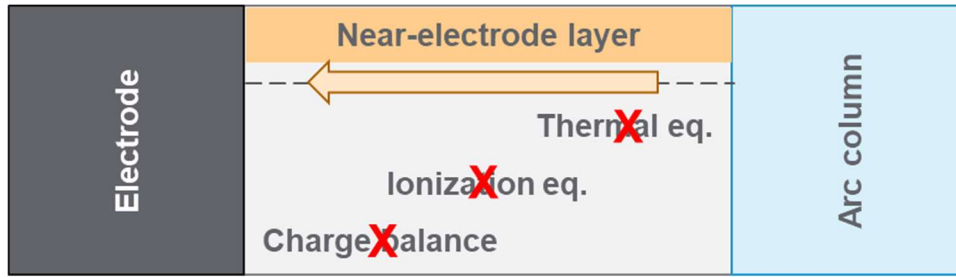 Electrode
Near-electrode layer
Thermal eq.
Ionization eq.
Charge balance
Arc column